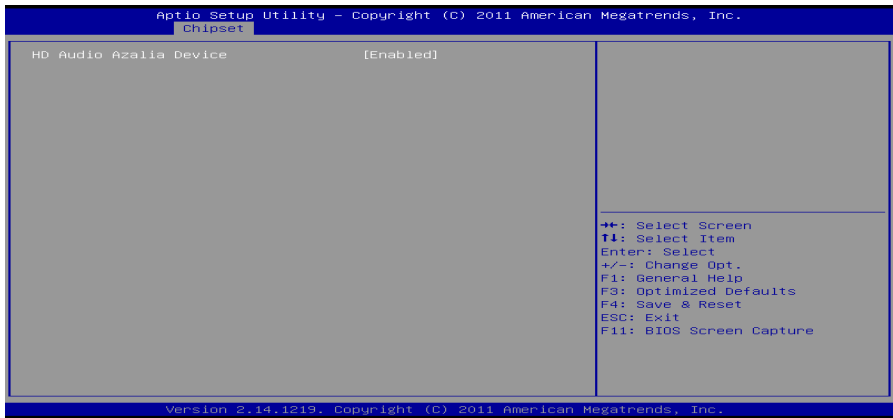 Aptio Setup Utility – Copyright (C) 2011 American Megatrends, Inc.
Chipset
HD Audio Azalia Device [Enabled]
→←: Select Screen
↑↓: Select Item
Enter: Select
+/-: Change Opt.
F1: General Help
F3: Optimized Defaults
F4: Save & Reset
ESC: Exit
F11: BIOS Screen Capture
Version 2.14.1219. Copyright (C) 2011 American Megatrends, Inc.